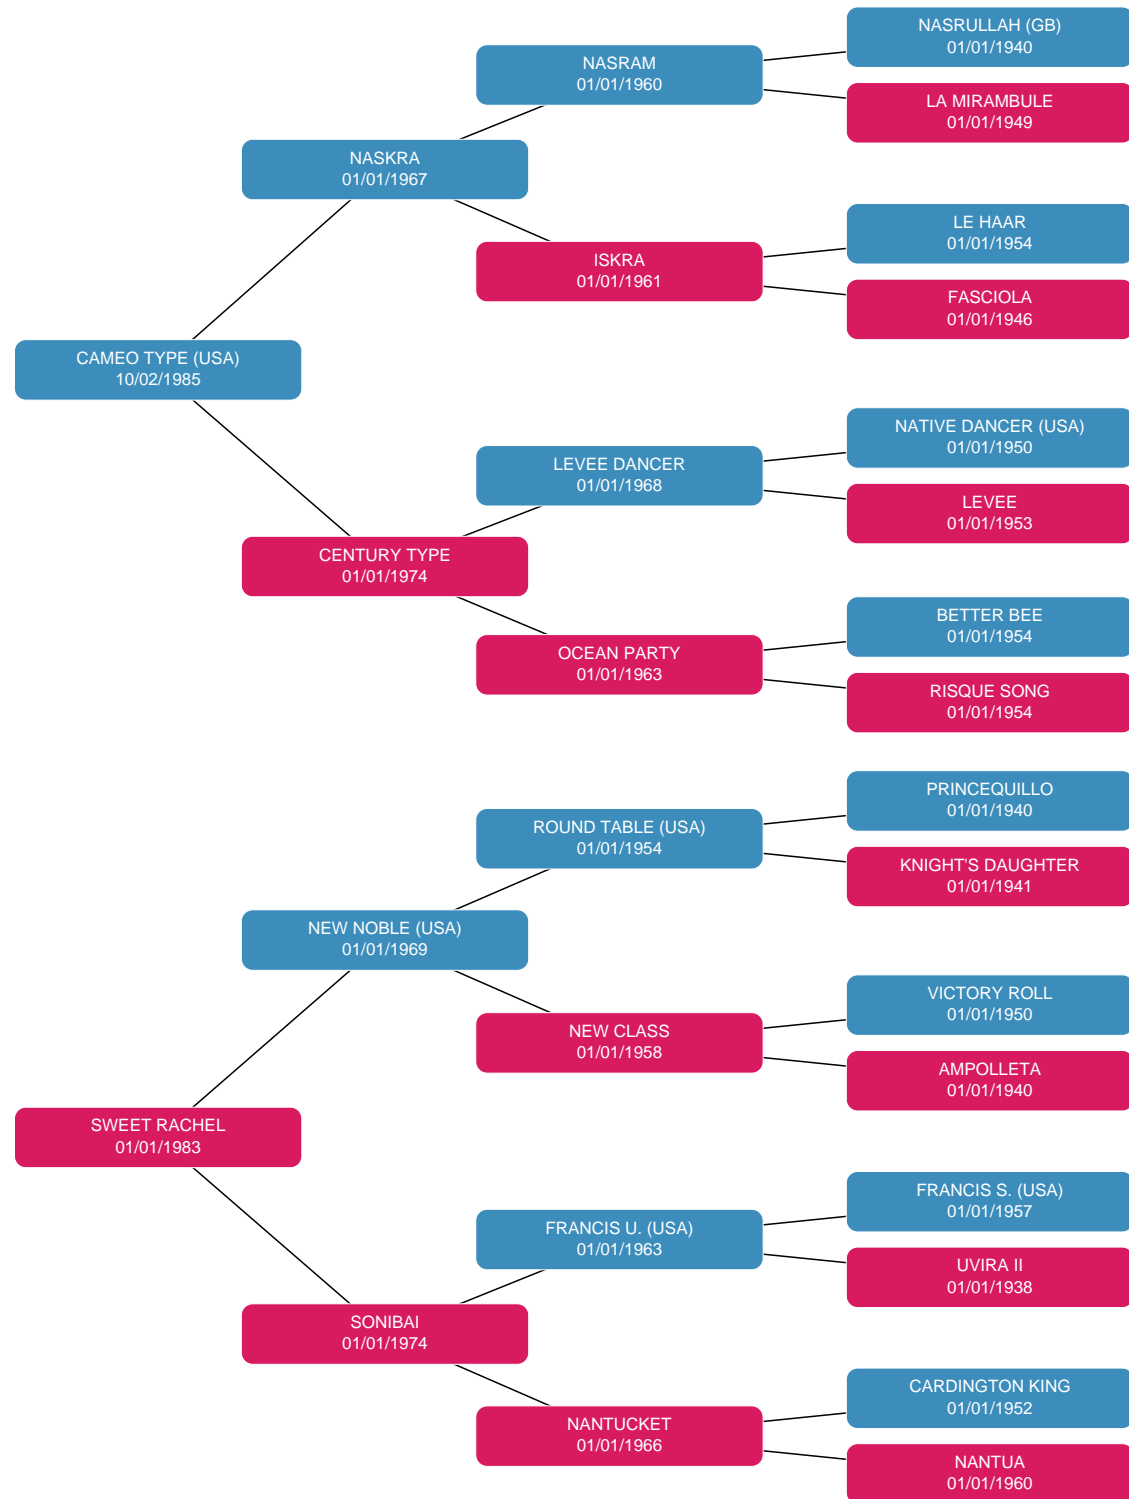 NASRULLAH (GB)
01/01/1940
NASRAM
01/01/1960
LA MIRAMBULE
01/01/1949
NASKRA
01/01/1967
LE HAAR
01/01/1954
ISKRA
01/01/1961
FASCIOLA
01/01/1946
CAMEO TYPE (USA)
10/02/1985
NATIVE DANCER (USA)
01/01/1950
LEVEE DANCER
01/01/1968
LEVEE
01/01/1953
CENTURY TYPE
01/01/1974
BETTER BEE
01/01/1954
OCEAN PARTY
01/01/1963
RISQUE SONG
01/01/1954
PRINCEQUILLO
01/01/1940
ROUND TABLE (USA)
01/01/1954
KNIGHT'S DAUGHTER
01/01/1941
NEW NOBLE (USA)
01/01/1969
VICTORY ROLL
01/01/1950
NEW CLASS
01/01/1958
AMPOLLETA
01/01/1940
SWEET RACHEL
01/01/1983
FRANCIS S. (USA)
01/01/1957
FRANCIS U. (USA)
01/01/1963
UVIRA II
01/01/1938
SONIBAI
01/01/1974
CARDINGTON KING
01/01/1952
NANTUCKET
01/01/1966
NANTUA
01/01/1960